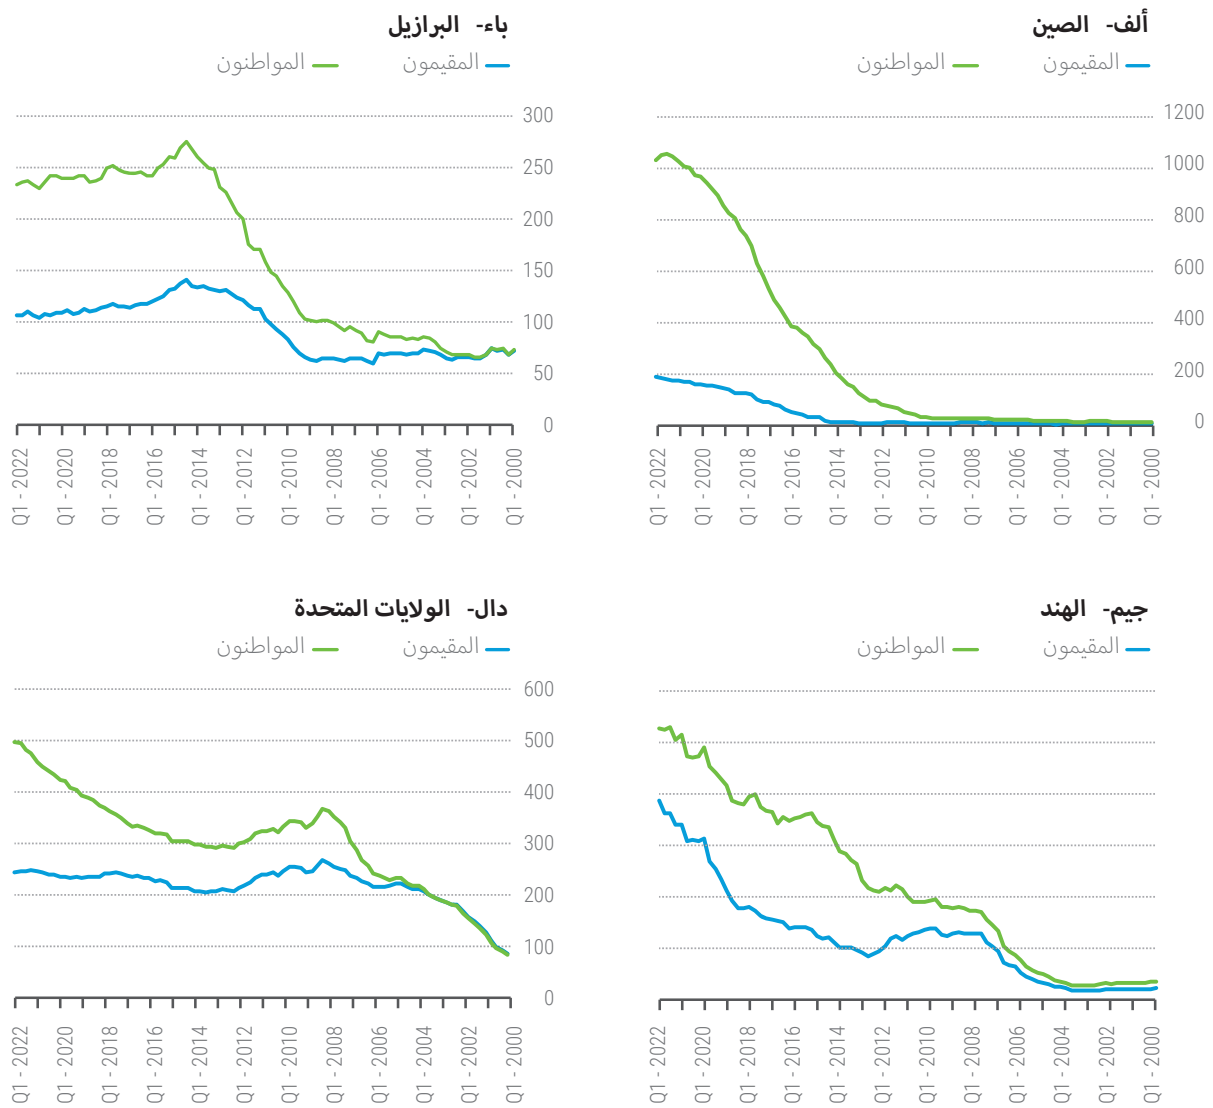 ألف- الصين
المقيمون المواطنون
1200
1000
800
600
400
200
0
Q1 - 2022
Q1 - 2020
Q1 - 2018
Q1 - 2016
Q1 - 2014
Q1 - 2012
Q1 - 2010
Q1 - 2008
Q1 - 2006
Q1 - 2004
Q1 - 2002
Q1 - 2000
باء- البرازيل
المقيمون المواطنون
300
250
200
150
100
50
0
Q1 - 2022
Q1 - 2020
Q1 - 2018
Q1 - 2016
Q1 - 2014
Q1 - 2012
Q1 - 2010
Q1 - 2008
Q1 - 2006
Q1 - 2004
Q1 - 2002
Q1 - 2000
جيم- الهند
المقيمون المواطنون
Q1 - 2022
Q1 - 2020
Q1 - 2018
Q1 - 2016
Q1 - 2014
Q1 - 2012
Q1 - 2010
Q1 - 2008
Q1 - 2006
Q1 - 2004
Q1 - 2002
Q1 - 2000
دال- الولايات المتحدة
المقيمون المواطنون
600
500
400
300
200
100
0
Q1 - 2022
Q1 - 2020
Q1 - 2018
Q1 - 2016
Q1 - 2014
Q1 - 2012
Q1 - 2010
Q1 - 2008
Q1 - 2006
Q1 - 2004
Q1 - 2002
Q1 - 2000